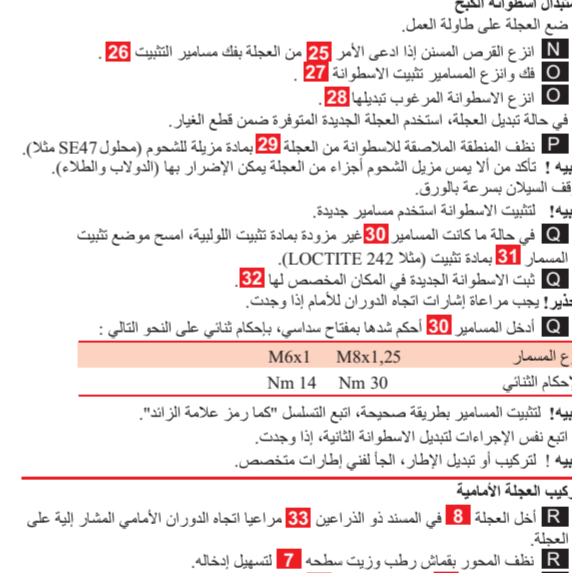 اسطوانة الكبح
ضع العجلة على طاولة العمل.
N انزع القرص المسنن إذا ادعى الأمر 25 من العجلة بفك مسامير التثبيت 26 .
O فك وانزع المسامير تثبيت الاسطوانة 27 .
O انزع الاسطوانة المرغوب تبديلها 28 .
في حالة تبديل العجلة، استخدم العجلة الجديدة المتوفرة ضمن قطع الغيار.
P نظف المنطقة الملاصقة للاسطوانة من العجلة 29 بمادة مزيلة للشحوم (محلول SE47 مثلا).
! تأكد من ألا يمس مزيل الشحوم أجزاء من العجلة يمكن الإضرار بها (الدولاب والطلاء).
السيلان بسرعة بالورق.
! لتثبيت الاسطوانة استخدم مسامير جديدة.
Q في حالة ما كانت المسامير 30 غير مزودة بمادة تثبيت اللولبية، امسح موضع تثبيت
المسمار 31 بمادة تثبيت (مثلا LOCTITE 242).
Q ثبت الاسطوانة الجديدة في المكان المخصص لها 32.
! يجب مراعاة إشارات اتجاه الدوران للأمام إذا وجدت.
Q أدخل المسامير 30 أحكم شدها بمفتاح سداسي، بإحكام ثنائي على النحو التالي :
المسمار M8x1,25 M6x1
الثنائي Nm 30 Nm 14
! لتثبيت المسامير بطريقة صحيحة، اتبع التسلسل "كما رمز علامة الزائد".
اتبع نفس الإجراءات لتبديل الاسطوانة الثانية، إذا وجدت.
! لتركيب أو تبديل الإطار، الجأ لفني إطارات متخصص.
العجلة الأمامية
R أخل العجلة 8 في المسند ذو الذراعين 33 مراعيا اتجاه الدوران الأمامي المشار إلية على
العجلة.
R نظف المحور بقماش رطب وزيت سطحه 7 لتسهيل إدخاله.